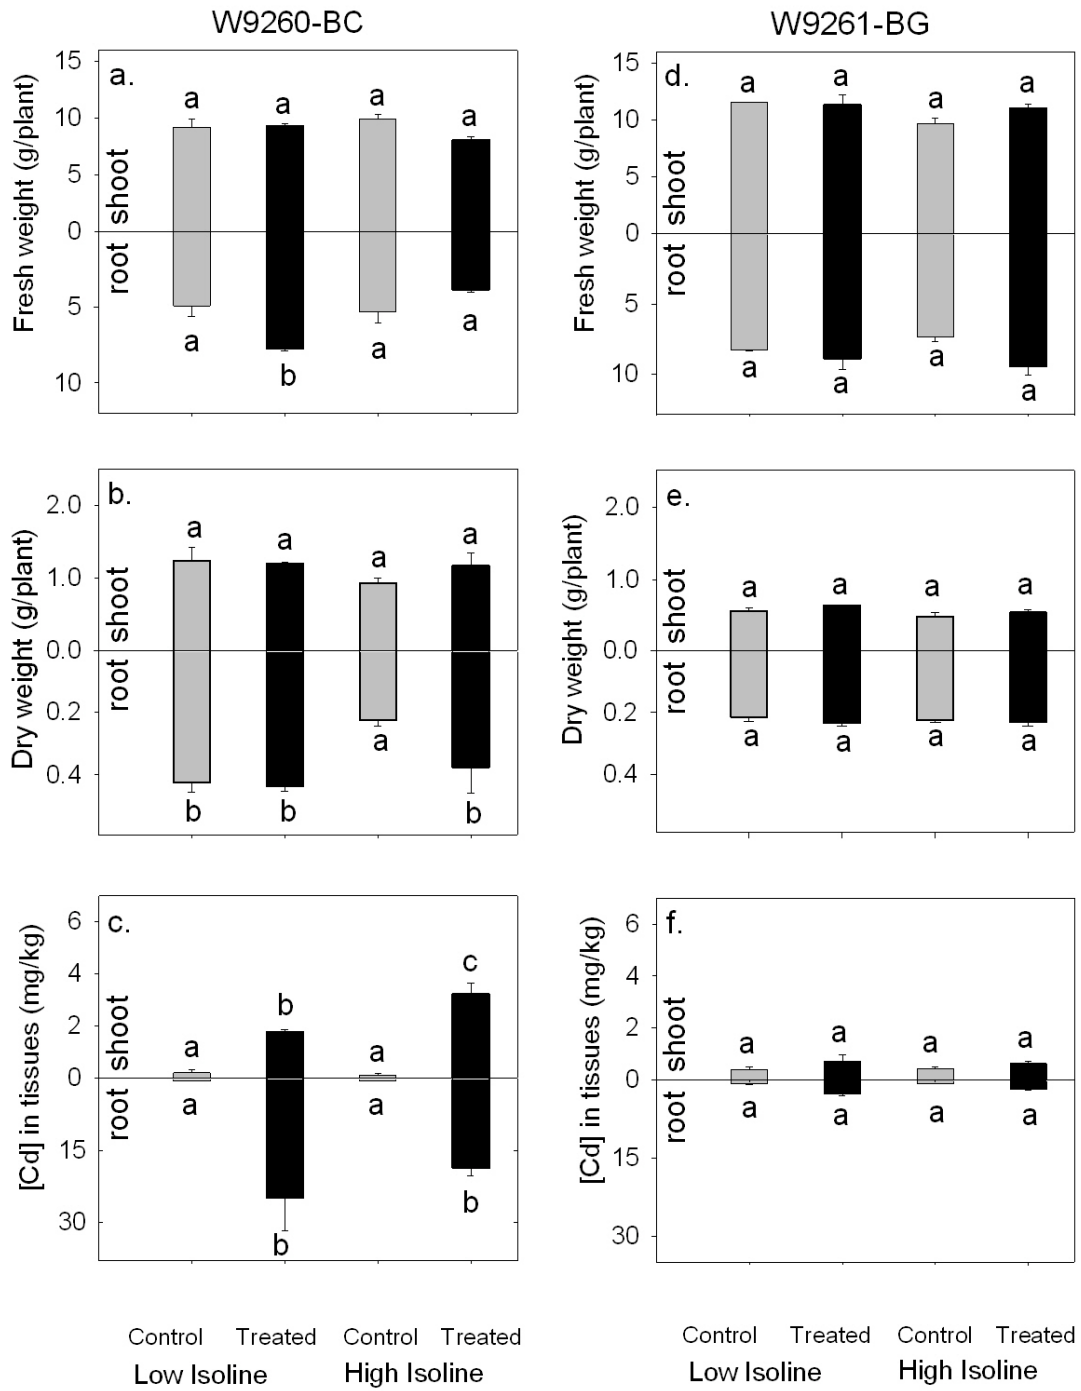 W9260-BC
W9261-BG
Fresh weight (g/plant)
15
10
5
0
5
10
a.
shoot
root
a
a
a
a
a
b
a
a
Fresh weight (g/plant)
15
10
5
0
5
10
d.
shoot
root
a
a
a
a
a
a
a
a
Dry weight (g/plant)
2.0
1.0
0.0
0.2
0.4
b.
shoot
root
a
a
a
a
b
b
a
b
Dry weight (g/plant)
2.0
1.0
0.0
0.2
0.4
e.
shoot
root
a
a
a
a
a
a
a
a
[Cd] in tissues (mg/kg)
6
4
2
0
15
30
c.
shoot
root
a
b
a
c
a
b
a
b
[Cd] in tissues (mg/kg)
6
4
2
0
15
30
f.
shoot
root
a
a
a
a
a
a
a
a
Control Treated Control Treated
Low Isoline High Isoline
Control Treated Control Treated
Low Isoline High Isoline